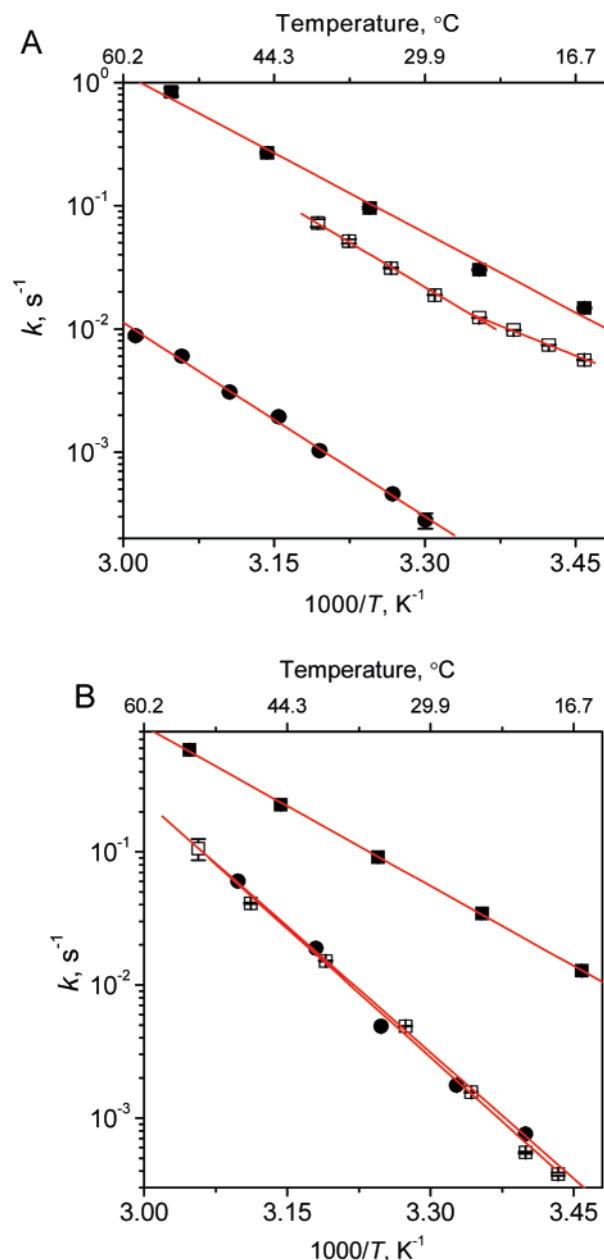 A
Temperature, °C
60.2 44.3 29.9 16.7
10⁰
10⁻¹
10⁻²
10⁻³
k, s⁻¹
3.00 3.15 3.30 3.45
1000/T, K⁻¹
B
Temperature, °C
60.2 44.3 29.9 16.7
10⁻¹
10⁻²
10⁻³
k, s⁻¹
3.00 3.15 3.30 3.45
1000/T, K⁻¹